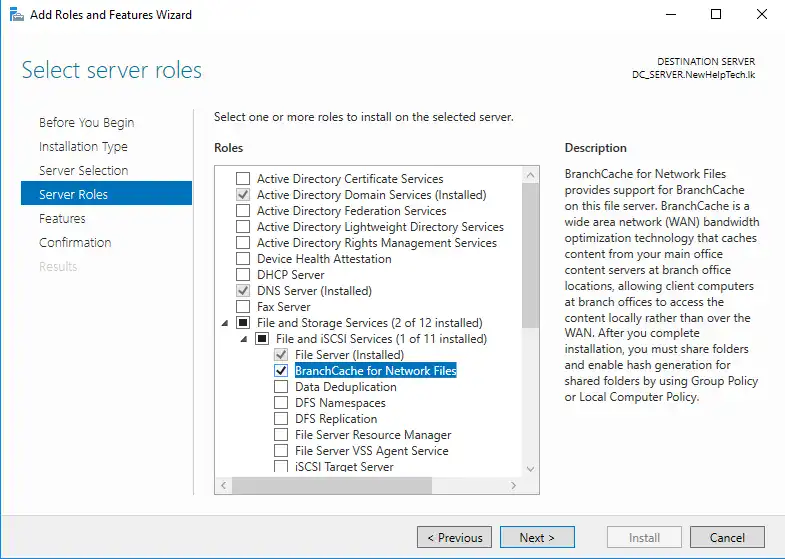 Add Roles and Features Wizard
Select server roles
DESTINATION SERVER
DC_SERVER.NewHelpTech.lk
Before You Begin
Installation Type
Server Selection
Server Roles
Features
Confirmation
Results
Select one or more roles to install on the selected server.
Roles
Active Directory Certificate Services
Active Directory Domain Services (Installed)
Active Directory Federation Services
Active Directory Lightweight Directory Services
Active Directory Rights Management Services
Device Health Attestation
DHCP Server
DNS Server (Installed)
Fax Server
File and Storage Services (2 of 12 installed)
File and iSCSI Services (1 of 11 installed)
File Server (Installed)
BranchCache for Network Files
Data Deduplication
DFS Namespaces
DFS Replication
File Server Resource Manager
File Server VSS Agent Service
iSCSI Target Server
Description
BranchCache for Network Files
provides support for BranchCache
on this file server. BranchCache is a
wide area network (WAN) bandwidth
optimization technology that caches
content from your main office
content servers at branch office
locations, allowing client computers
at branch offices to access the
content locally rather than over the
WAN. After you complete
installation, you must share folders
and enable hash generation for
shared folders by using Group Policy
or Local Computer Policy.
< Previous
Next >
Install
Cancel